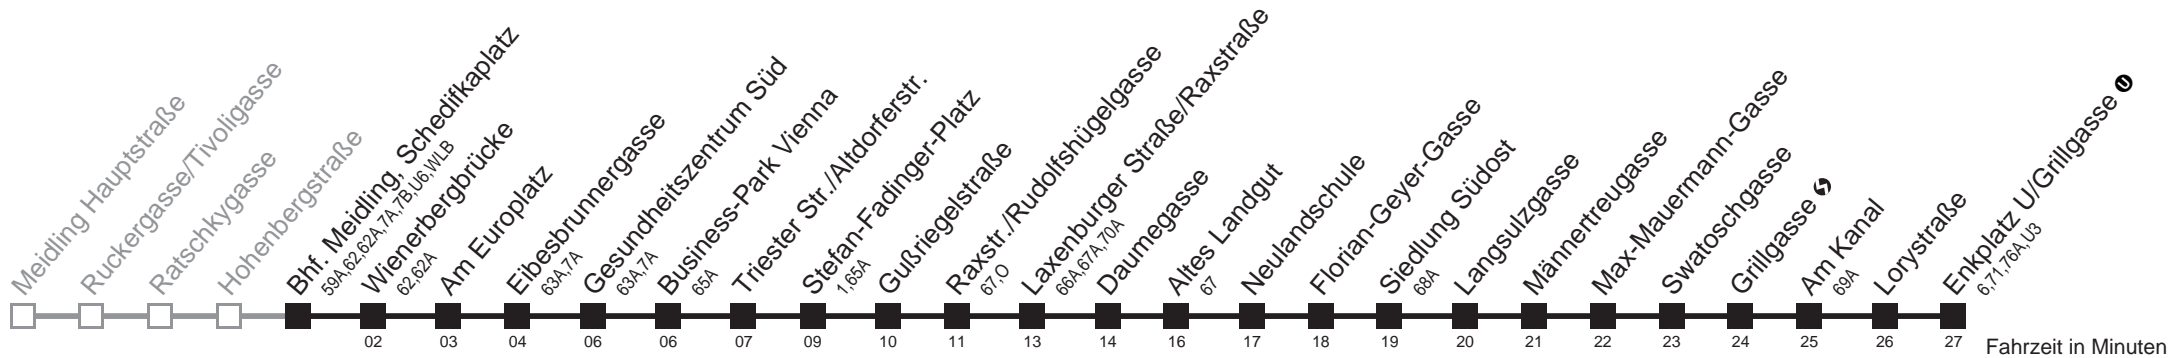 Meidling Hauptstraße
Ruckergasse/Tivoligasse
Ratschkygasse
Hohenbergstraße
Bhf. Meidling, Schedifkaplatz
59A,62,62A,7A,7B,U6,WLB
Wienerbergbrücke
62,62A
Am Europlatz
Eibesbrunnergasse
63A,7A
Gesundheitszentrum Süd
63A,7A
Business-Park Vienna
65A
Triester Str./Altdorferstr.
Stefan-Fadinger-Platz
1,65A
Gußriegelstraße
Raxstr./Rudolfshügelgasse
67,O
Laxenburger Straße/Raxstraße
66A,67A,70A
Daumegasse
Altes Landgut
67
Neulandschule
Florian-Geyer-Gasse
Siedlung Südost
68A
Langsulzgasse
Männertreugasse
Max-Mauermann-Gasse
Swatoschgasse
Grillgasse
Am Kanal
69A
Lorystraße
Enkplatz U/Grillgasse U
6,71,76A,U3
02 03 04 06 06 07 09 10 11 13 14 16 17 18 19 20 21 22 23 24 25 26 27 Fahrzeit in Minuten